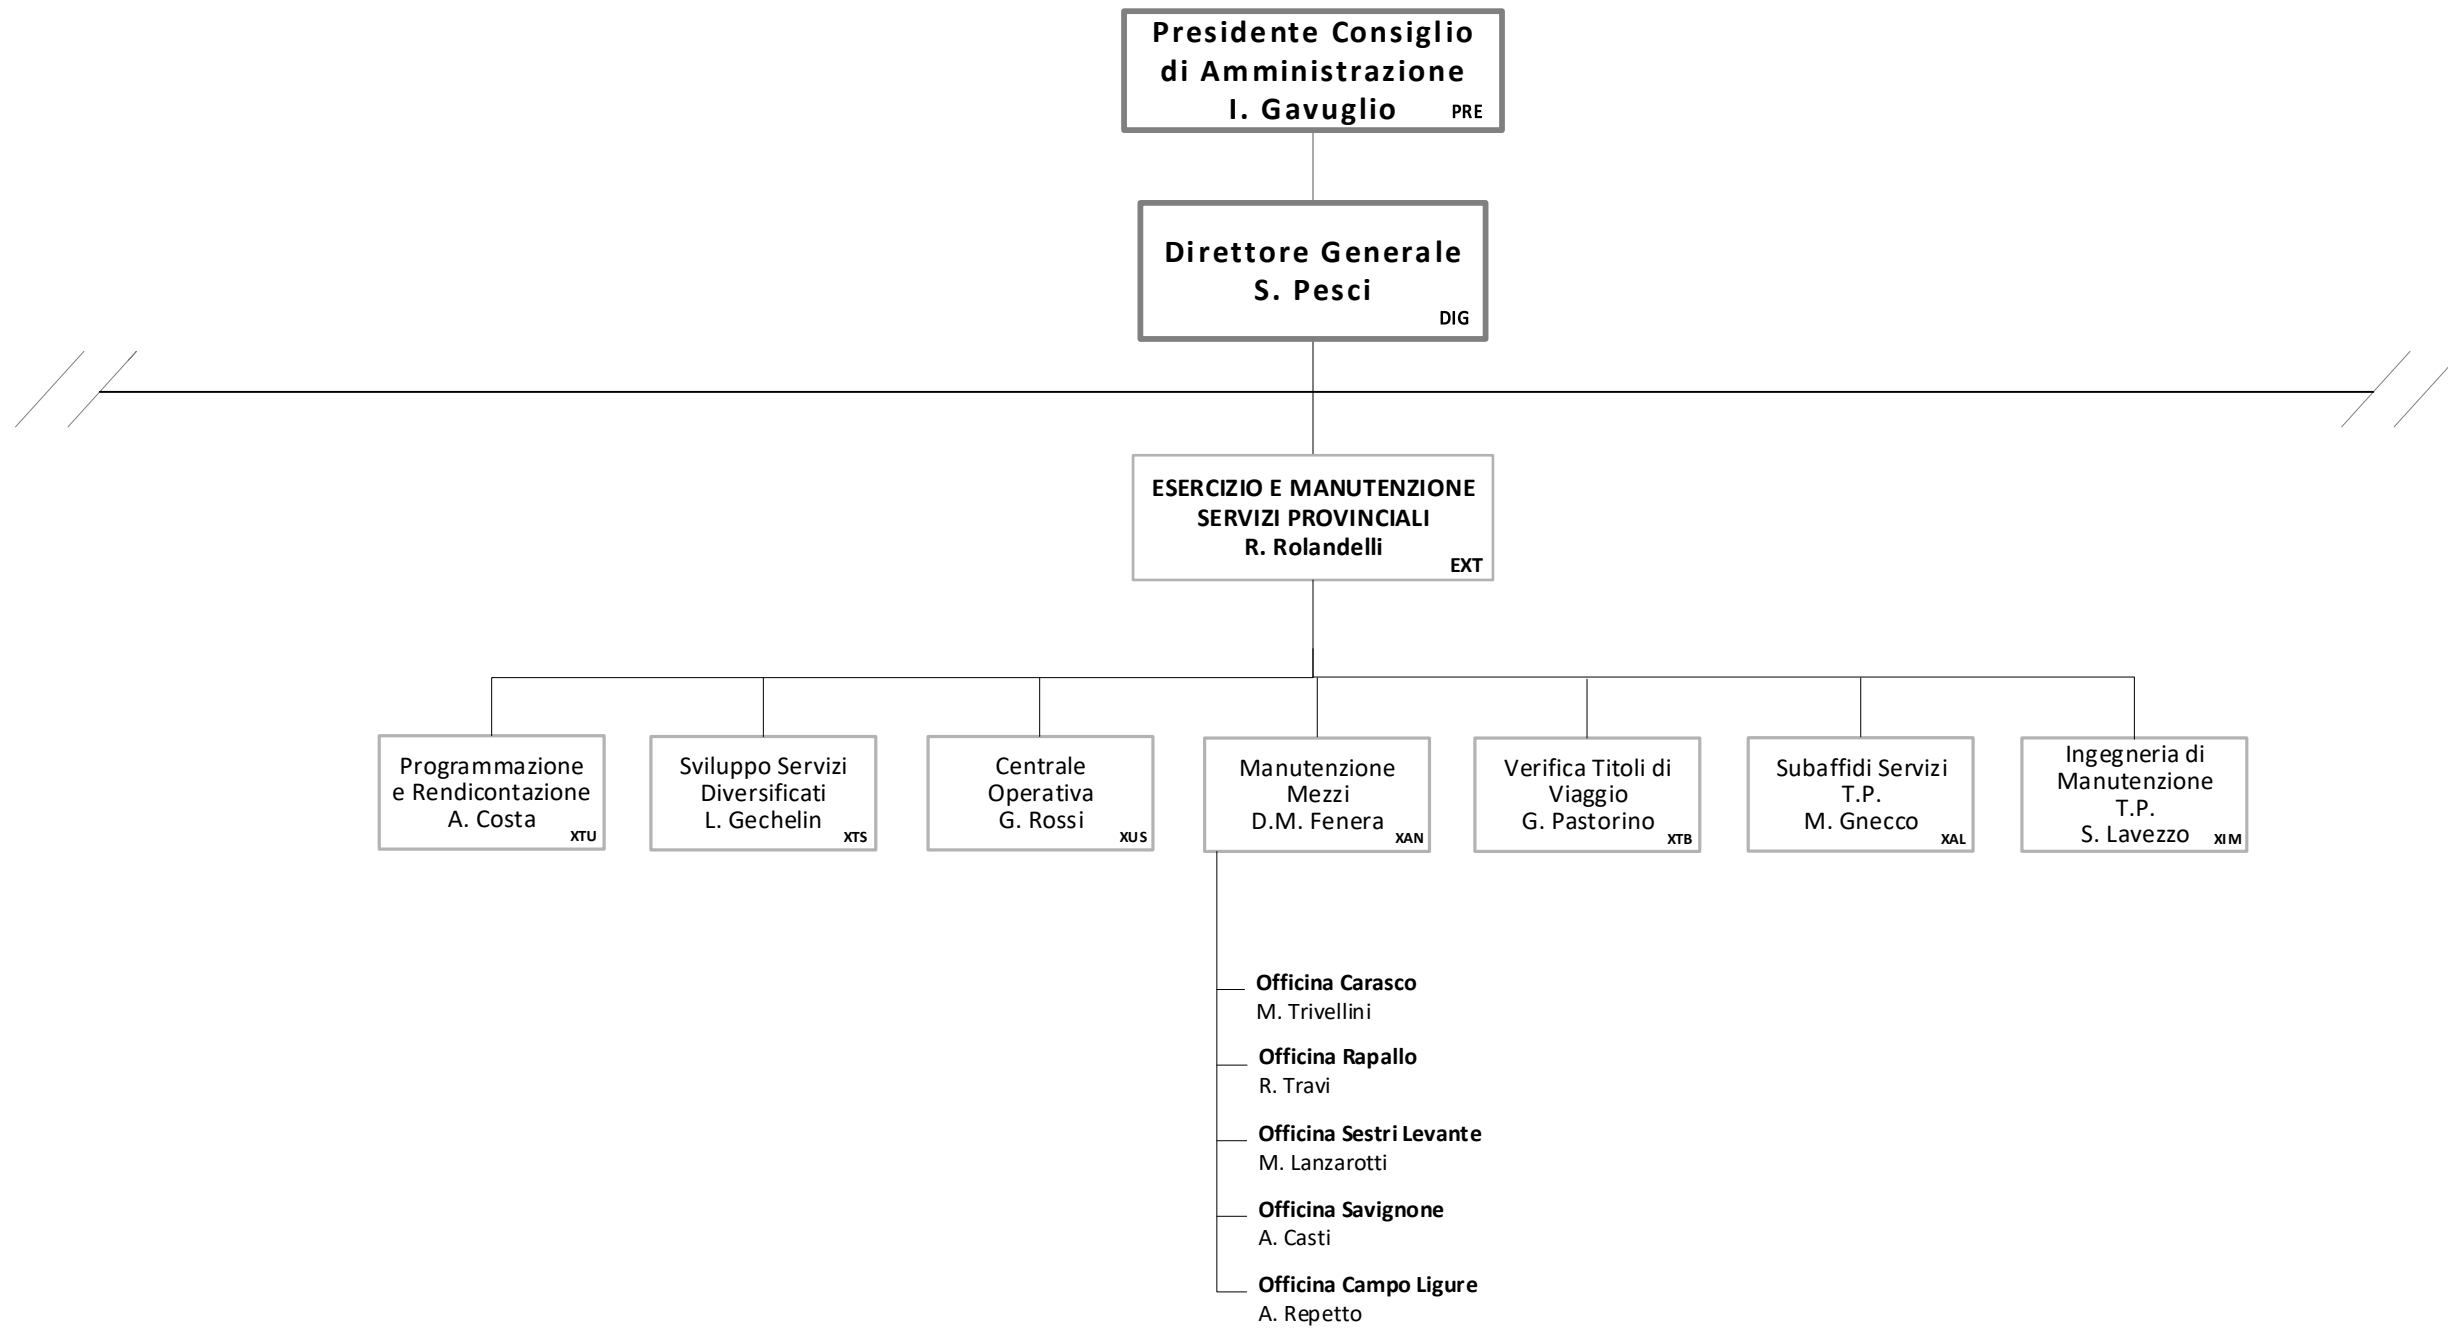 Presidente Consiglio
di Amministrazione
I. Gavuglio PRE
Direttore Generale
S. Pesci
DIG
ESERCIZIO E MANUTENZIONE
SERVIZI PROVINCIALI
R. Rolandelli
EXT
Programmazione
e Rendicontazione
A. Costa
XTU
Sviluppo Servizi
Diversificati
L. Gechelin
XTS
Centrale
Operativa
G. Rossi
XUS
Manutenzione
Mezzi
D.M. Fenera
XAN
Verifica Titoli di
Viaggio
G. Pastorino
XTB
Subaffidi Servizi
T.P.
M. Gnecco
XAL
Ingegneria di
Manutenzione
T.P.
S. Lavezzo
XIM
Officina Carasco
M. Trivellini
Officina Rapallo
R. Travi
Officina Sestri Levante
M. Lanzarotti
Officina Savignone
A. Casti
Officina Campo Ligure
A. Repetto